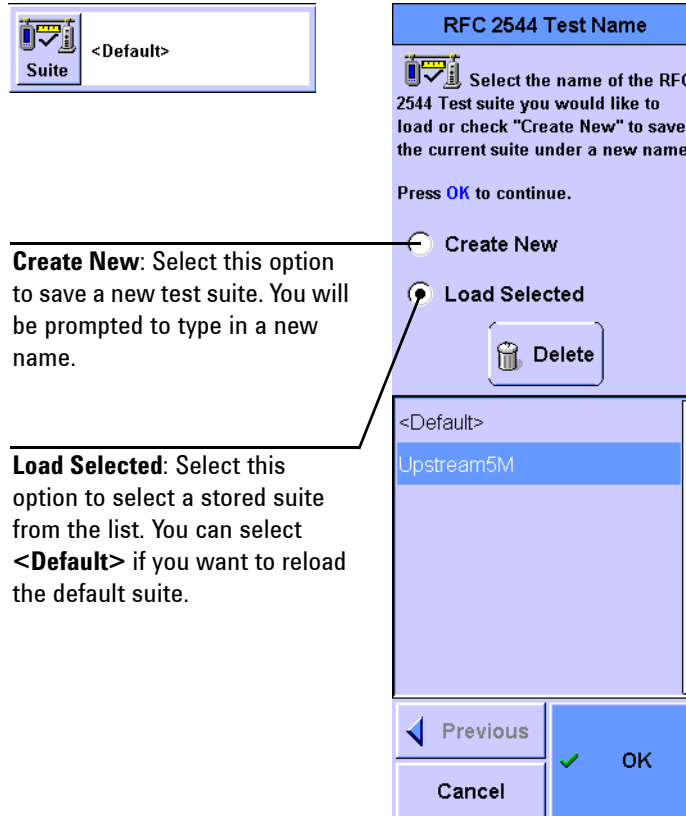 Suite
<Default>
Create New: Select this option
to save a new test suite. You will
be prompted to type in a new
name.
Load Selected: Select this
option to select a stored suite
from the list. You can select
<Default> if you want to reload
the default suite.
RFC 2544 Test Name
Select the name of the RFC
2544 Test suite you would like to
load or check "Create New" to save
the current suite under a new name
Press OK to continue.
Create New
Load Selected
Delete
<Default>
Upstream5M
Previous
OK
Cancel